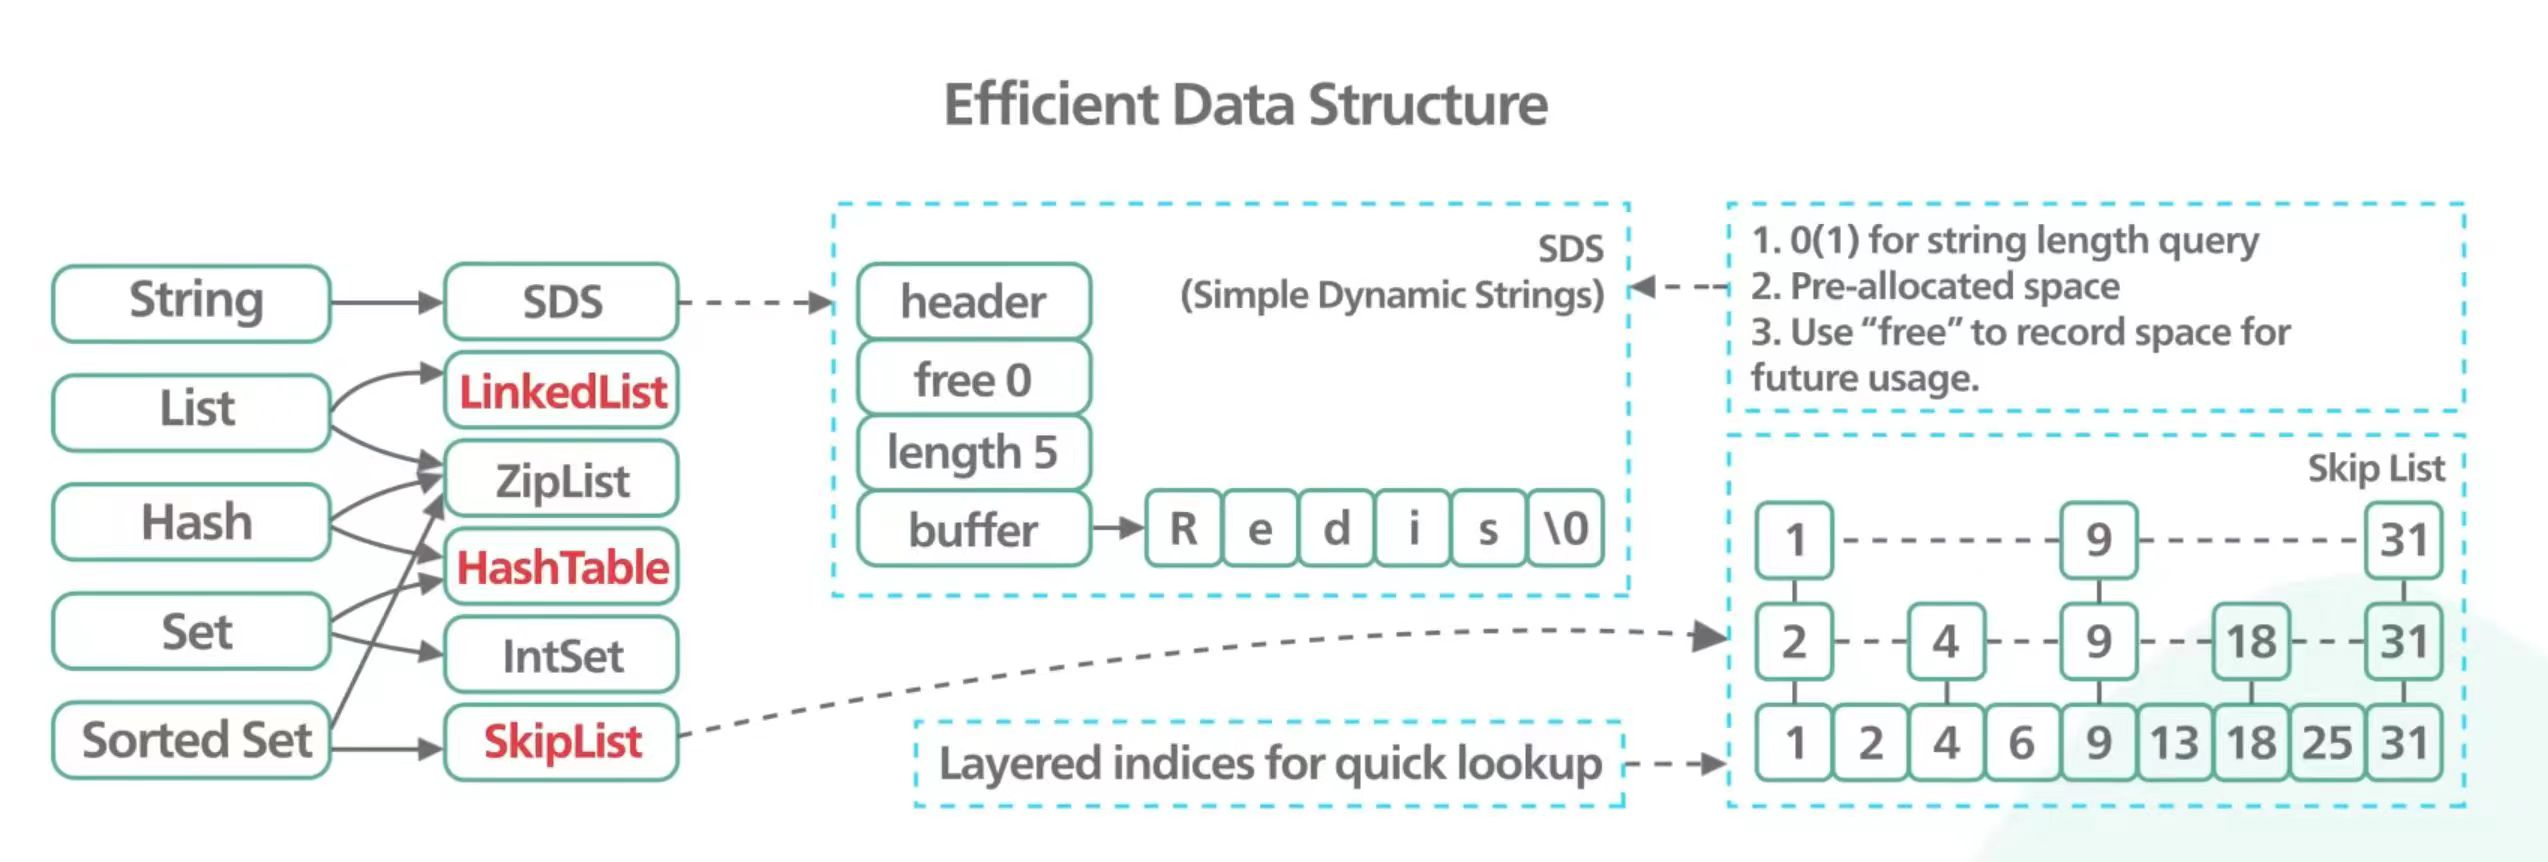 Efficient Data Structure
String
List
Hash
Set
Sorted Set
SDS
LinkedList
ZipList
HashTable
IntSet
SkipList
SDS
(Simple Dynamic Strings)
header
free 0
length 5
buffer
R e d i s \0
1. 0(1) for string length query
2. Pre-allocated space
3. Use “free” to record space for
future usage.
Layered indices for quick lookup
Skip List
1 9 31
2 4 9 18 31
1 2 4 6 9 13 18 25 31